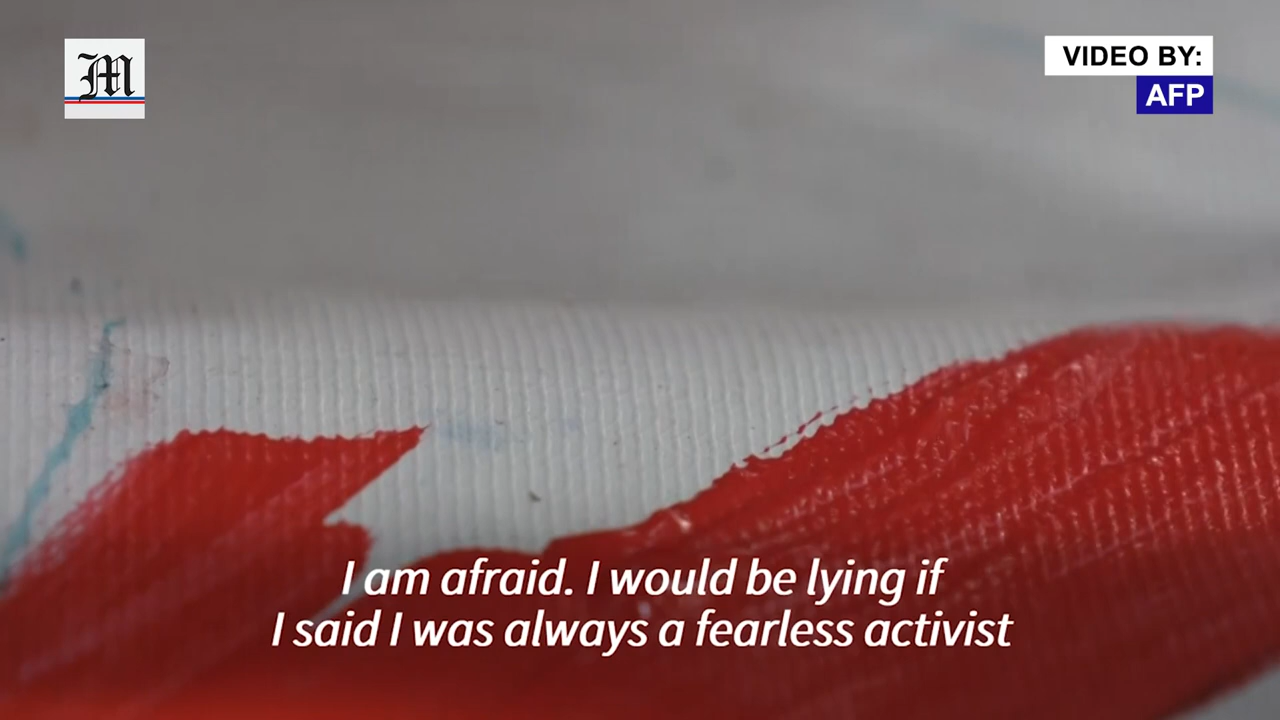 M
VIDEO BY:
AFP
I am afraid. I would be lying if
I said I was always a fearless activist